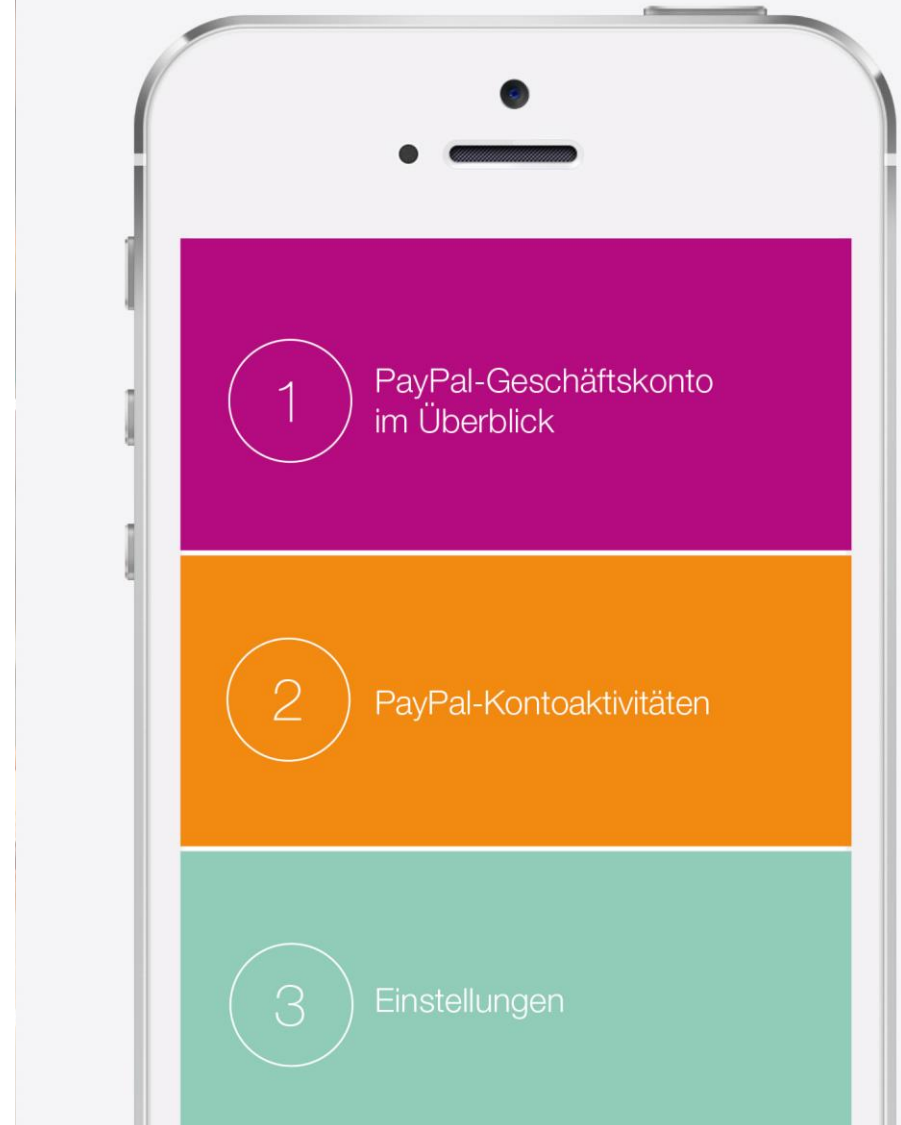 1
PayPal-Geschäftskonto
im Überblick
2
PayPal-Kontoaktivitäten
3
Einstellungen